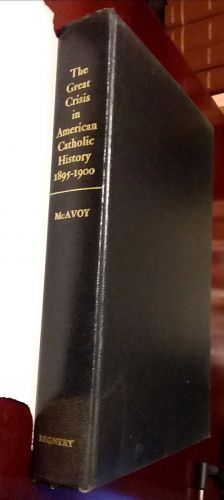 The
Great
Crisis
in
American
Catholic
History
1895-1900
McAVOY
REGNERY